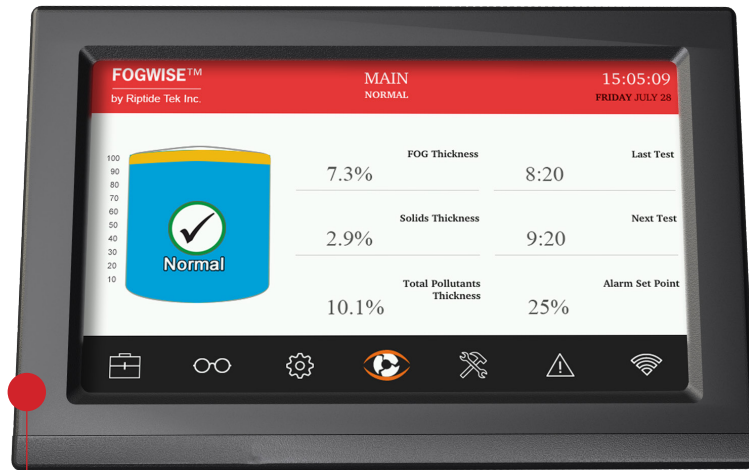 FOGWISE™
by Riptide Tek Inc.
MAIN
NORMAL
15:05:09
FRIDAY JULY 28
100
90
80
70
60
50
40
30
20
10
Normal
FOG Thickness
7.3%
Solids Thickness
2.9%
Total Pollutants
Thickness
10.1%
Last Test
8:20
Next Test
9:20
Alarm Set Point
25%